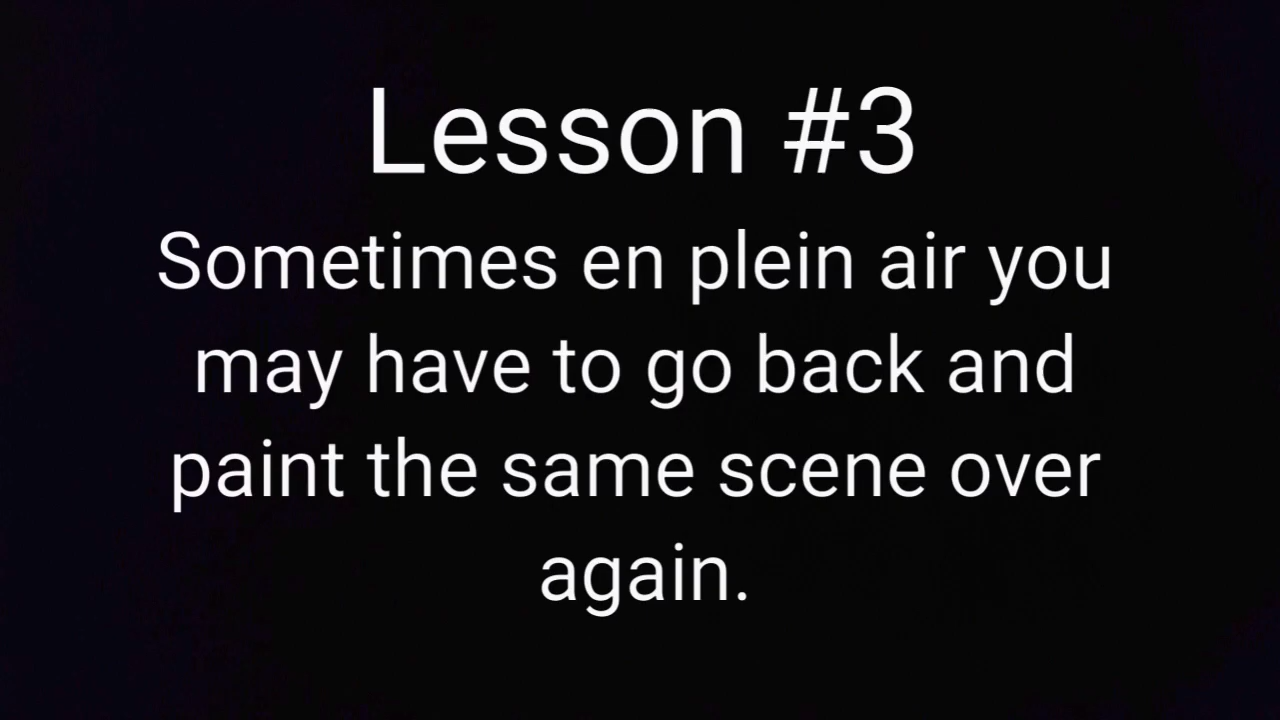 Lesson #3
Sometimes en plein air you
may have to go back and
paint the same scene over
again.